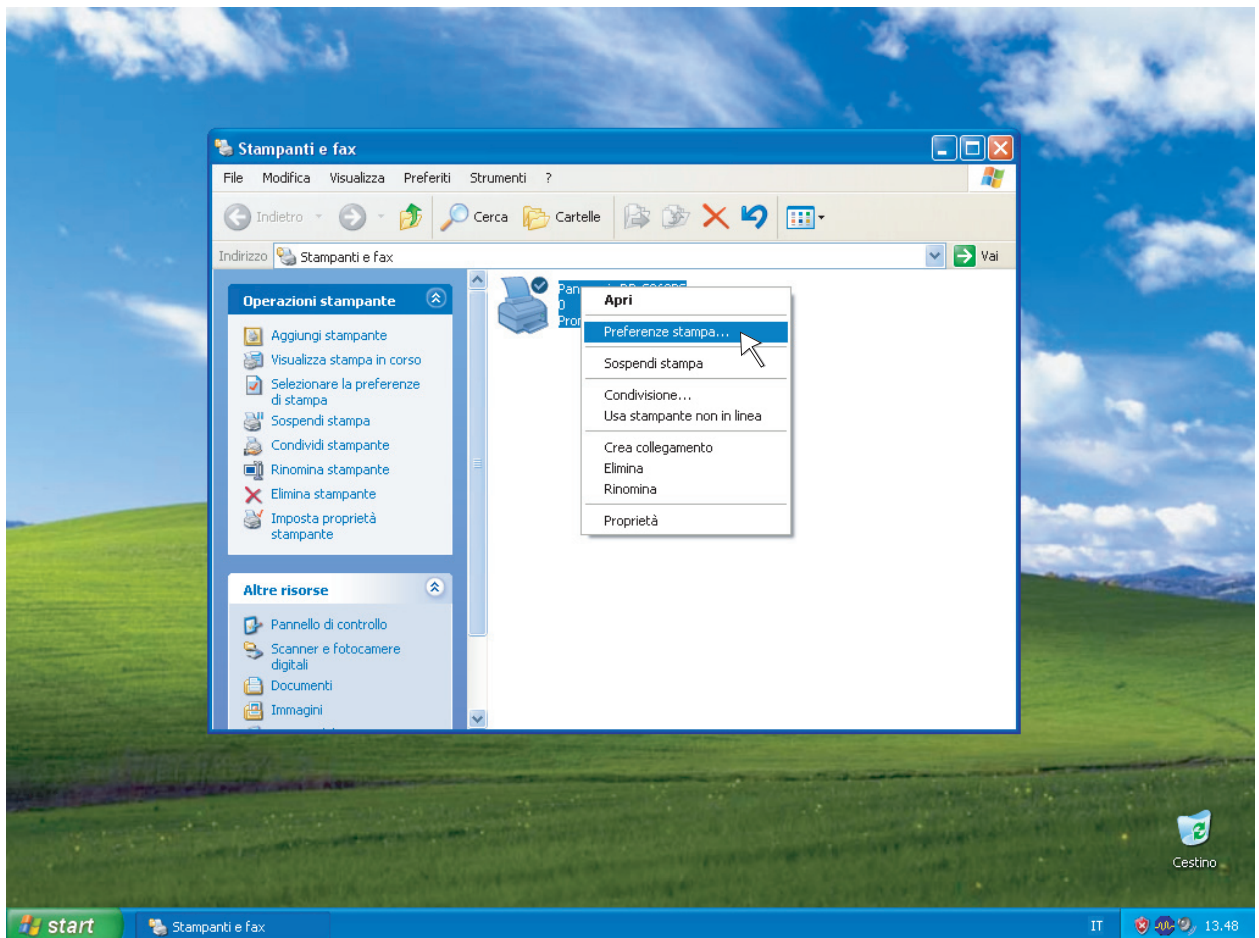 Stampanti e fax
File Modifica Visualizza Preferiti Strumenti ?
Indietro Cerca Cartelle
Indirizzo Stampanti e fax Vai
Operazioni stampante
Aggiungi stampante
Visualizza stampa in corso
Selezionare la preferenze
di stampa
Sospendi stampa
Condividi stampante
Rinomina stampante
Elimina stampante
Imposta proprietà
stampante
Altre risorse
Pannello di controllo
Scanner e fotocamere
digitali
Documenti
Immagini
0
Apri
Preferenze stampa...
Sospendi stampa
Condivisione...
Usa stampante non in linea
Crea collegamento
Elimina
Rinomina
Proprietà
Cestino
start Stampanti e fax IT 13.48